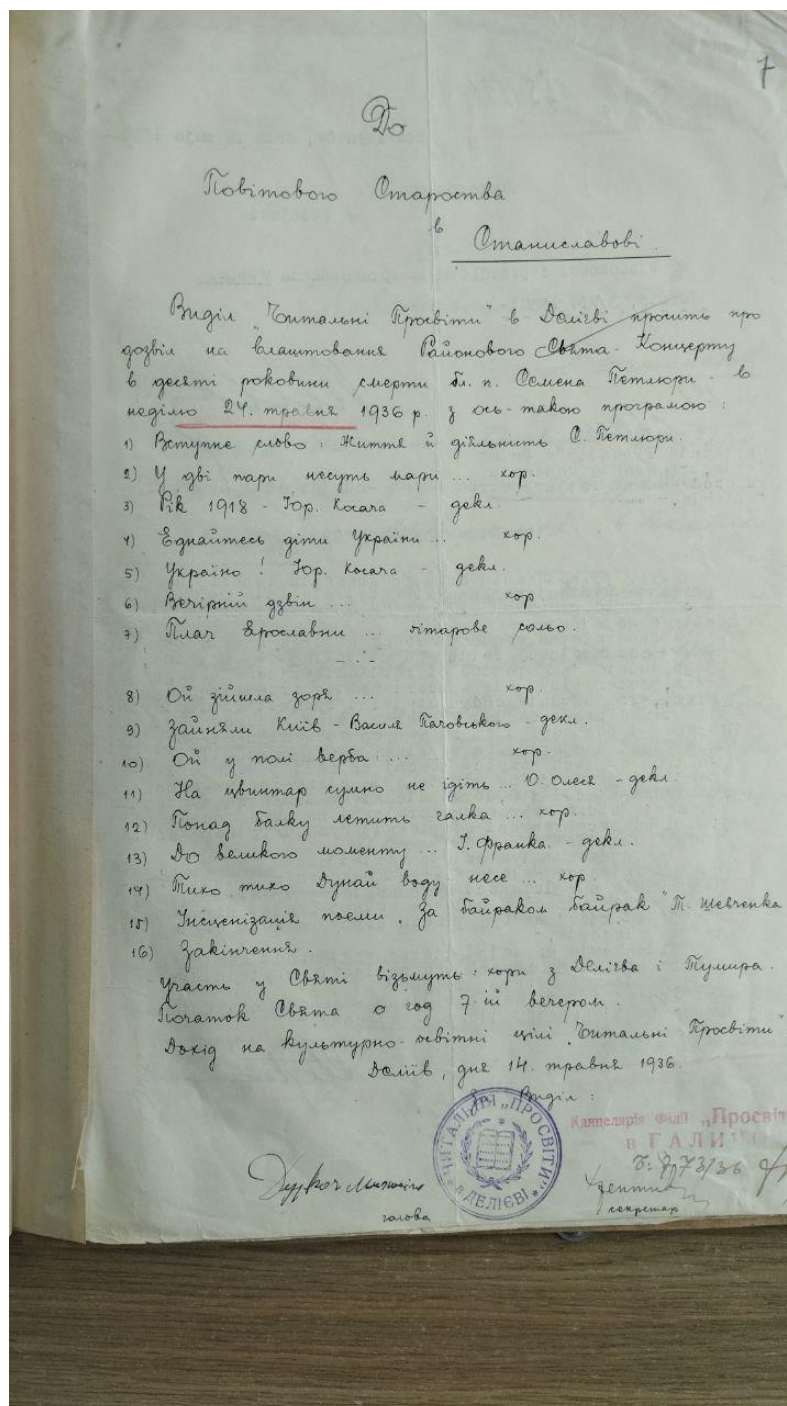 7
До
Повітового Староства
в
Станиславові.
Виділ „Читальні Просвіти" в Делієві просить про
дозвіл на влаштовання Районового Свята-Концерту
в десяті роковини смерти бл. п. Семена Петлюри - в
неділю 24. травня 1936 р. з ось-такою програмою:
1) Вступне слово: Життя й діяльність С. Петлюри.
2) У дві пари несуть мари ... хор.
3) Рік 1918 - Юр. Косача - декл.
4) Еднайтесь діти України ... хор.
5) Україно! Юр. Косача - декл.
6) Вечірній дзвін ... хор.
7) Плач Ярославни ... гітарове сольо.
8) Ой зійшла зоря ... хор.
9) Зайняли Київ - Василя Пачовського - декл.
10) Ой у полі верба ... хор.
11) На цвинтар сумно не ідіть ... О. Олеся - декл
12) Понад балку летить галка ... хор.
13) До великого моменту ... І. Франка. - декл.
14) Тихо тихо Дунай воду несе ... хор
15) Інсценізація поеми „За байраком байрак" Т. Шевченка
16) Закінчення.
Участь у Святі візьмуть: хори з Делієва і Тумира.
Початок Свята о год 7-ій вечером.
Дохід на культурно-освітні цілі „Читальні Просвіти"
Деліїв, дня 14. травня 1936.
За Виділ:
ЧИТАЛЬНЯ „ПРОСВІТИ" в ДЕЛІЄВІ
Канцелярія Філії „Просвіт
в ГАЛИЧ
Ч: 773/36
голова
секретар